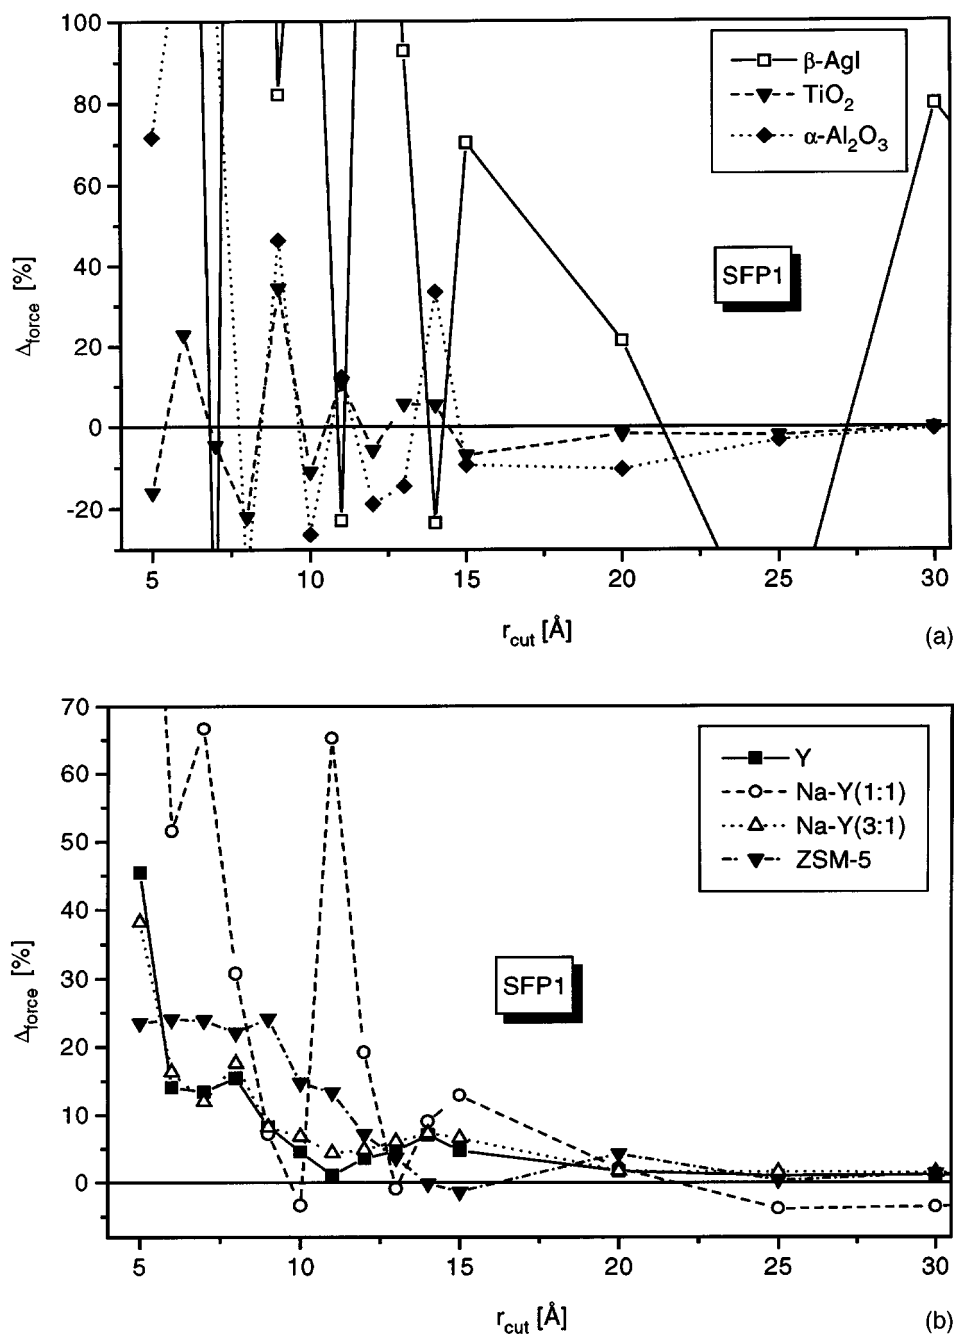 100
80
60
40
20
0
-20
Δforce [%]
β-AgI
TiO2
α-Al2O3
SFP1
5
10
15
20
25
30
rcut [Å]
(a)
70
60
50
40
30
20
10
0
Δforce [%]
Y
Na-Y(1:1)
Na-Y(3:1)
ZSM-5
SFP1
5
10
15
20
25
30
rcut [Å]
(b)